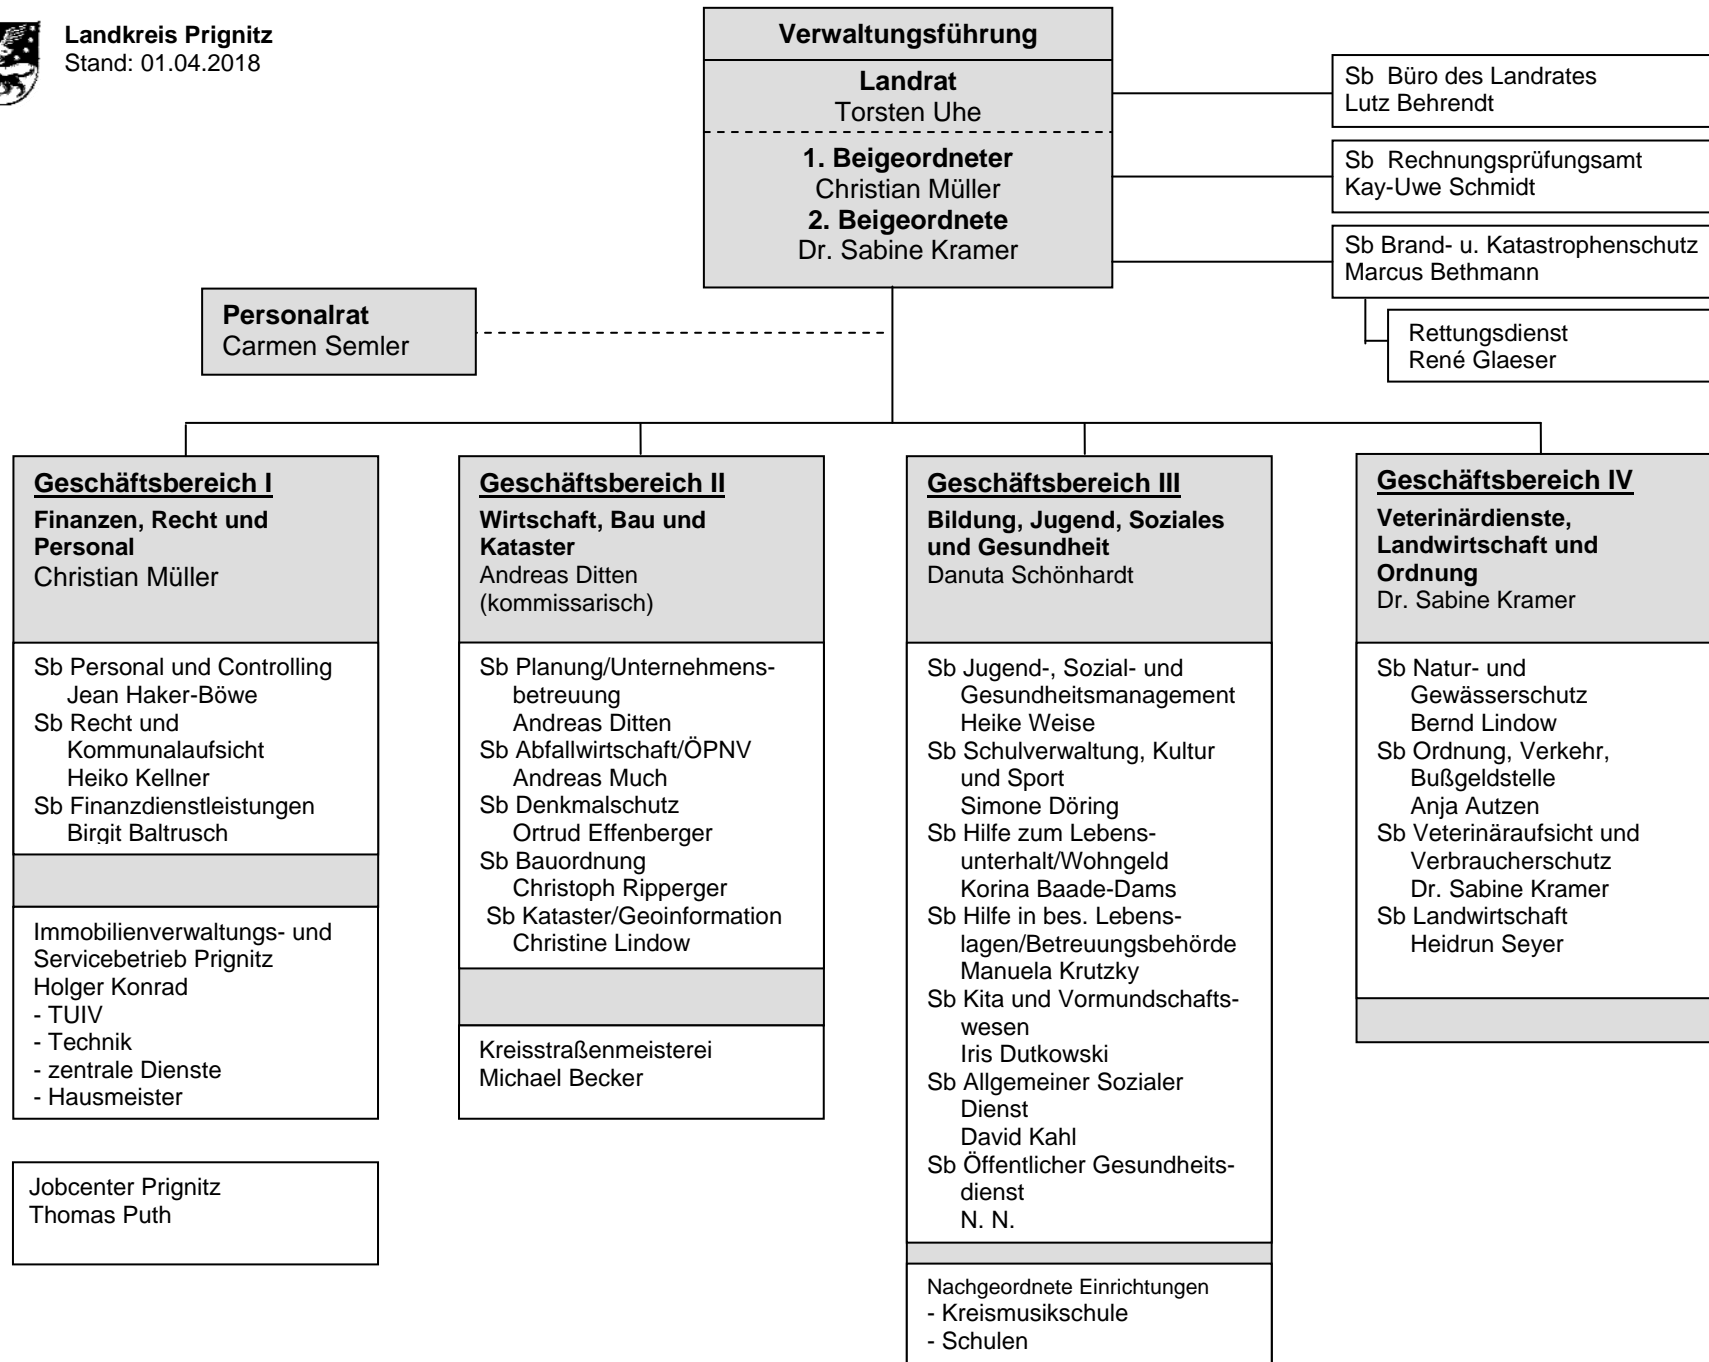 Landkreis Prignitz
Stand: 01.04.2018
Verwaltungsführung
Landrat
Torsten Uhe
1. Beigeordneter
Christian Müller
2. Beigeordnete
Dr. Sabine Kramer
Sb Büro des Landrates
Lutz Behrendt
Sb Rechnungsprüfungsamt
Kay-Uwe Schmidt
Sb Brand- u. Katastrophenschutz
Marcus Bethmann
Rettungsdienst
René Glaeser
Personalrat
Carmen Semler
Geschäftsbereich I
Finanzen, Recht und
Personal
Christian Müller
Sb Personal und Controlling
Jean Haker-Böwe
Sb Recht und
Kommunalaufsicht
Heiko Kellner
Sb Finanzdienstleistungen
Birgit Baltrusch
Immobilienverwaltungs- und
Servicebetrieb Prignitz
Holger Konrad
- TUIV
- Technik
- zentrale Dienste
- Hausmeister
Jobcenter Prignitz
Thomas Puth
Geschäftsbereich II
Wirtschaft, Bau und
Kataster
Andreas Ditten
(kommissarisch)
Sb Planung/Unternehmens-
betreuung
Andreas Ditten
Sb Abfallwirtschaft/ÖPNV
Andreas Much
Sb Denkmalschutz
Ortrud Effenberger
Sb Bauordnung
Christoph Ripperger
Sb Kataster/Geoinformation
Christine Lindow
Kreisstraßenmeisterei
Michael Becker
Geschäftsbereich III
Bildung, Jugend, Soziales
und Gesundheit
Danuta Schönhardt
Sb Jugend-, Sozial- und
Gesundheitsmanagement
Heike Weise
Sb Schulverwaltung, Kultur
und Sport
Simone Döring
Sb Hilfe zum Lebens-
unterhalt/Wohngeld
Korina Baade-Dams
Sb Hilfe in bes. Lebens-
lagen/Betreuungsbehörde
Manuela Krutzky
Sb Kita und Vormundschafts-
wesen
Iris Dutkowski
Sb Allgemeiner Sozialer
Dienst
David Kahl
Sb Öffentlicher Gesundheits-
dienst
N. N.
Nachgeordnete Einrichtungen
- Kreismusikschule
- Schulen
Geschäftsbereich IV
Veterinärdienste,
Landwirtschaft und
Ordnung
Dr. Sabine Kramer
Sb Natur- und
Gewässerschutz
Bernd Lindow
Sb Ordnung, Verkehr,
Bußgeldstelle
Anja Autzen
Sb Veterinäraufsicht und
Verbraucherschutz
Dr. Sabine Kramer
Sb Landwirtschaft
Heidrun Seyer